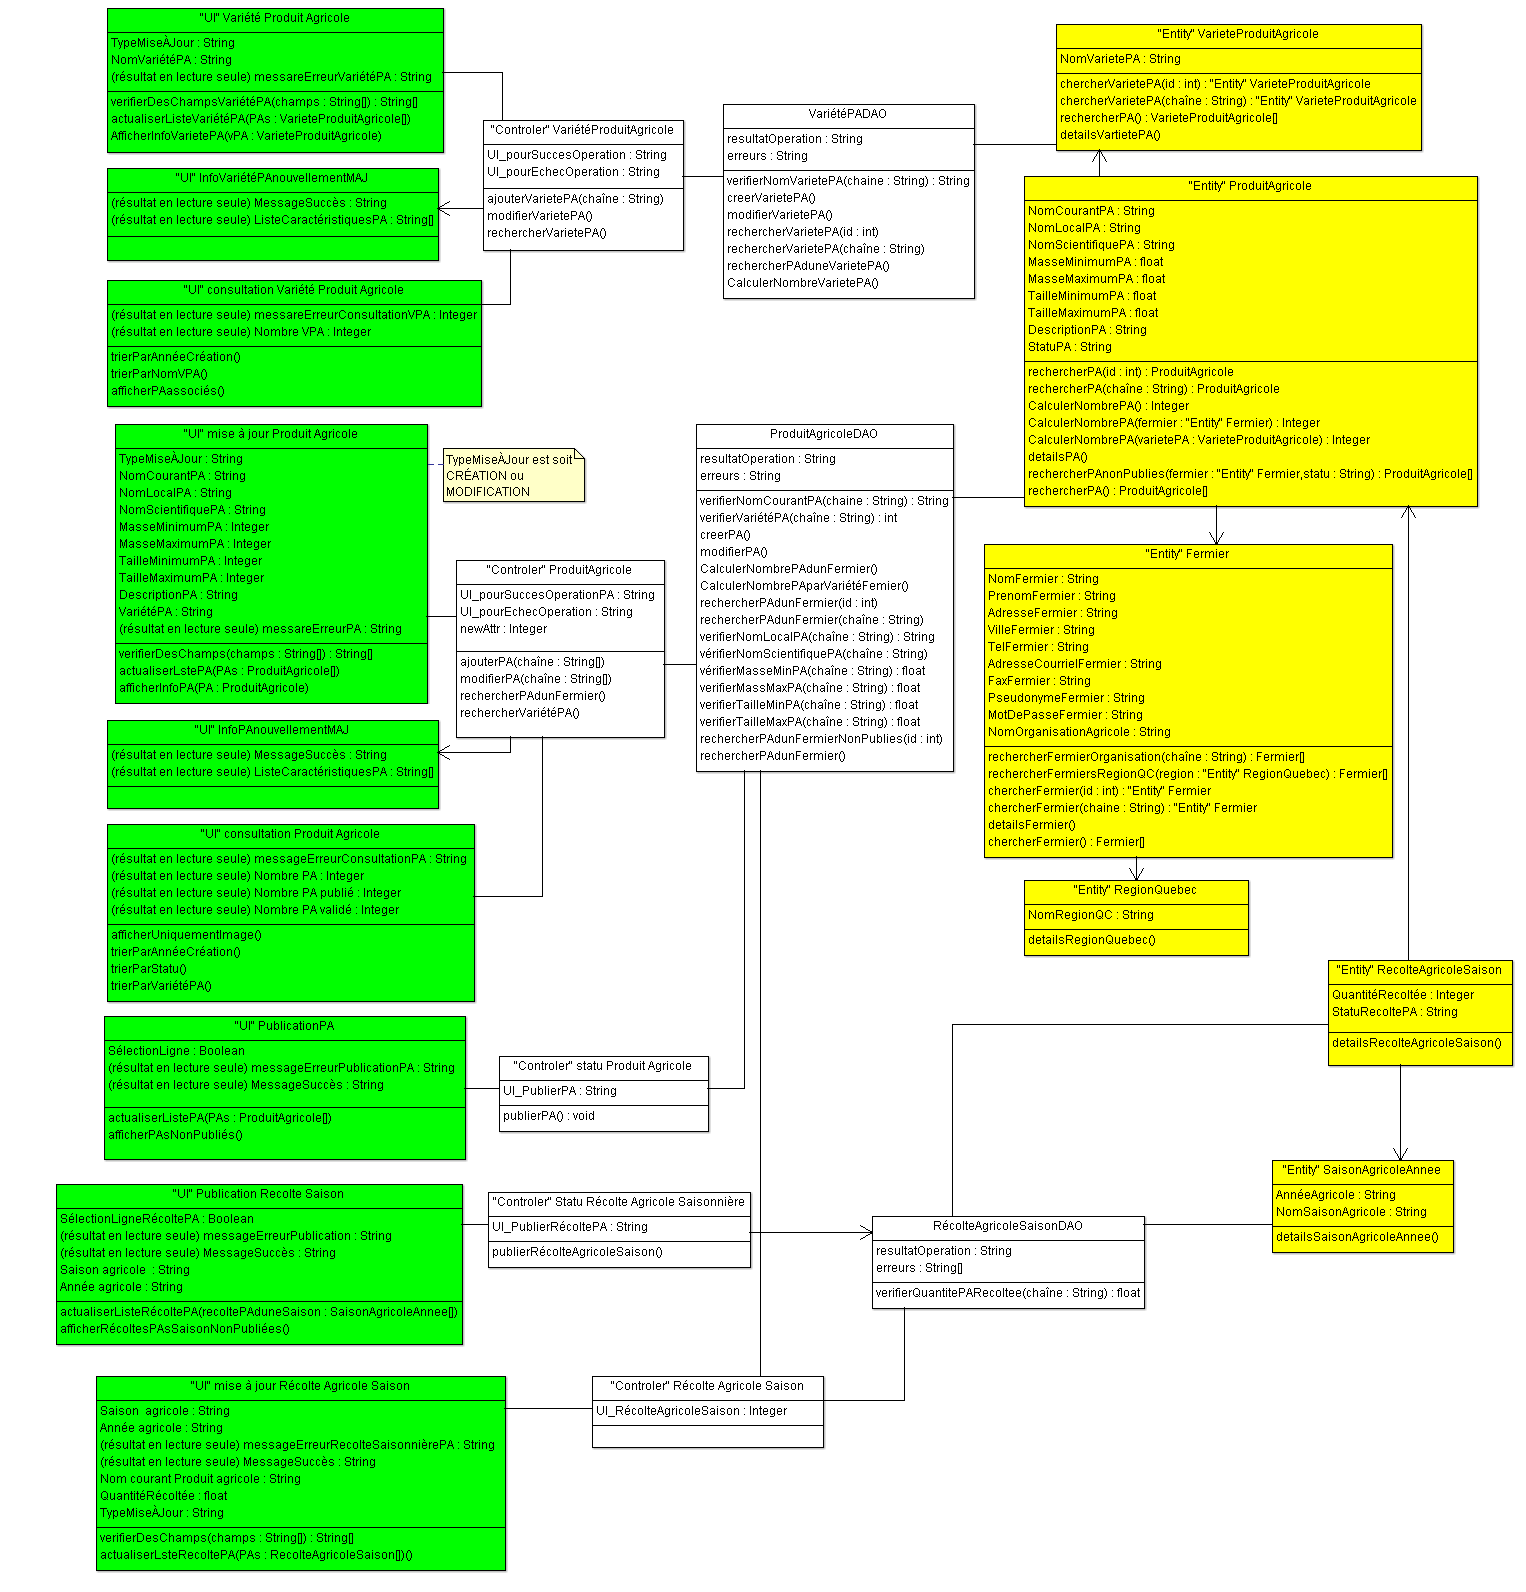 "UI" Variété Produit Agricole
TypeMiseÀJour : String
NomVariétéPA : String
(résultat en lecture seule) messareErreurVariétéPA : String
verifierDesChampsVariétéPA(champs : String[]) : String[]
actualiserListeVariétéPA(PAs : VarieteProduitAgricole[])
AfficherInfoVarietePA(vPA : VarieteProduitAgricole)
"UI" InfoVariétéPAnouvellementMAJ
(résultat en lecture seule) MessageSuccès : String
(résultat en lecture seule) ListeCaractéristiquesPA : String[]
"UI" consultation Variété Produit Agricole
(résultat en lecture seule) messareErreurConsultationVPA : Integer
(résultat en lecture seule) Nombre VPA : Integer
trierParAnnéeCréation()
trierParNomVPA()
afficherPAassociés()
"Controler" VariétéProduitAgricole
UI_pourSuccesOperation : String
UI_pourEchecOperation : String
ajouterVarietePA(chaîne : String)
modifierVarietePA()
rechercherVarietePA()
VariétéPADAO
resultatOperation : String
erreurs : String
verifierNomVarietePA(chaine : String) : String
creerVarietePA()
modifierVarietePA()
rechercherVarietePA(id : int)
rechercherVarietePA(chaîne : String)
rechercherPAduneVarietePA()
CalculerNombreVarietePA()
"Entity" VarieteProduitAgricole
NomVarietePA : String
chercherVarietePA(id : int) : "Entity" VarieteProduitAgricole
chercherVarietePA(chaîne : String) : "Entity" VarieteProduitAgricole
rechercherPA() : VarieteProduitAgricole[]
detailsVartietePA()
"Entity" ProduitAgricole
NomCourantPA : String
NomLocalPA : String
NomScientifiquePA : String
MasseMinimumPA : float
MasseMaximumPA : float
TailleMinimumPA : float
TailleMaximumPA : float
DescriptionPA : String
StatuPA : String
rechercherPA(id : int) : ProduitAgricole
rechercherPA(chaîne : String) : ProduitAgricole
CalculerNombrePA() : Integer
CalculerNombrePA(fermier : "Entity" Fermier) : Integer
CalculerNombrePA(varietePA : VarieteProduitAgricole) : Integer
detailsPA()
rechercherPAnonPublies(fermier : "Entity" Fermier,statu : String) : ProduitAgricole[]
rechercherPA() : ProduitAgricole[]
"UI" mise à jour Produit Agricole
TypeMiseÀJour : String
NomCourantPA : String
NomLocalPA : String
NomScientifiquePA : String
MasseMinimumPA : Integer
MasseMaximumPA : Integer
TailleMinimumPA : Integer
TailleMaximumPA : Integer
DescriptionPA : String
VariétéPA : String
(résultat en lecture seule) messareErreurPA : String
verifierDesChamps(champs : String[]) : String[]
actualiserLstePA(PAs : ProduitAgricole[])
afficherInfoPA(PA : ProduitAgricole)
TypeMiseÀJour est soit
CRÉATION ou
MODIFICATION
"Controler" ProduitAgricole
UI_pourSuccesOperationPA : String
UI_pourEchecOperation : String
newAttr : Integer
ajouterPA(chaîne : String[])
modifierPA(chaîne : String[])
rechercherPAdunFermier()
rechercherVariétéPA()
ProduitAgricoleDAO
resultatOperation : String
erreurs : String
verifierNomCourantPA(chaine : String) : String
verifierVariétéPA(chaîne : String) : int
creerPA()
modifierPA()
CalculerNombrePAdunFermier()
CalculerNombrePAparVariétéFemier()
rechercherPAdunFermier(id : int)
rechercherPAdunFermier(chaîne : String)
verifierNomLocalPA(chaîne : String) : String
vérifierNomScientifiquePA(chaîne : String)
vérifierMasseMinPA(chaîne : String) : float
verifierMassMaxPA(chaîne : String) : float
verifierTailleMinPA(chaîne : String) : float
verifierTailleMaxPA(chaîne : String) : float
rechercherPAdunFermierNonPublies(id : int)
rechercherPAdunFermier()
"Entity" Fermier
NomFermier : String
PrenomFermier : String
AdresseFermier : String
VilleFermier : String
TelFermier : String
AdresseCourrielFermier : String
FaxFermier : String
PseudonymeFermier : String
MotDePasseFermier : String
NomOrganisationAgricole : String
rechercherFermierOrganisation(chaîne : String) : Fermier[]
rechercherFermiersRegionQC(region : "Entity" RegionQuebec) : Fermier[]
chercherFermier(id : int) : "Entity" Fermier
chercherFermier(chaine : String) : "Entity" Fermier
detailsFermier()
chercherFermier() : Fermier[]
"UI" InfoPAnouvellementMAJ
(résultat en lecture seule) MessageSuccès : String
(résultat en lecture seule) ListeCaractéristiquesPA : String[]
"UI" consultation Produit Agricole
(résultat en lecture seule) messageErreurConsultationPA : String
(résultat en lecture seule) Nombre PA : Integer
(résultat en lecture seule) Nombre PA publié : Integer
(résultat en lecture seule) Nombre PA validé : Integer
afficherUniquementImage()
trierParAnnéeCréation()
trierParStatu()
trierParVariétéPA()
"Entity" RegionQuebec
NomRegionQC : String
detailsRegionQuebec()
"Entity" RecolteAgricoleSaison
QuantitéRecoltée : Integer
StatuRecoltePA : String
detailsRecolteAgricoleSaison()
"UI" PublicationPA
SélectionLigne : Boolean
(résultat en lecture seule) messageErreurPublicationPA : String
(résultat en lecture seule) MessageSuccès : String
actualiserListePA(PAs : ProduitAgricole[])
afficherPAsNonPubliés()
"Controler" statu Produit Agricole
UI_PublierPA : String
publierPA() : void
"Entity" SaisonAgricoleAnnee
AnnéeAgricole : String
NomSaisonAgricole : String
detailsSaisonAgricoleAnnee()
"UI" Publication Recolte Saison
SélectionLigneRécoltePA : Boolean
(résultat en lecture seule) messageErreurPublication : String
(résultat en lecture seule) MessageSuccès : String
Saison agricole : String
Année agricole : String
actualiserListeRécoltePA(recoltePAduneSaison : SaisonAgricoleAnnee[])
afficherRécoltesPAsSaisonNonPubliées()
"Controler" Statu Récolte Agricole Saisonnière
UI_PublierRécoltePA : String
publierRécolteAgricoleSaison()
RécolteAgricoleSaisonDAO
resultatOperation : String
erreurs : String[]
verifierQuantitePARecoltee(chaîne : String) : float
"UI" mise à jour Récolte Agricole Saison
Saison agricole : String
Année agricole : String
(résultat en lecture seule) messageErreurRecolteSaisonnièrePA : String
(résultat en lecture seule) MessageSuccès : String
Nom courant Produit agricole : String
QuantitéRécoltée : float
TypeMiseÀJour : String
verifierDesChamps(champs : String[]) : String[]
actualiserLsteRecoltePA(PAs : RecolteAgricoleSaison[])()
"Controler" Récolte Agricole Saison
UI_RécolteAgricoleSaison : Integer